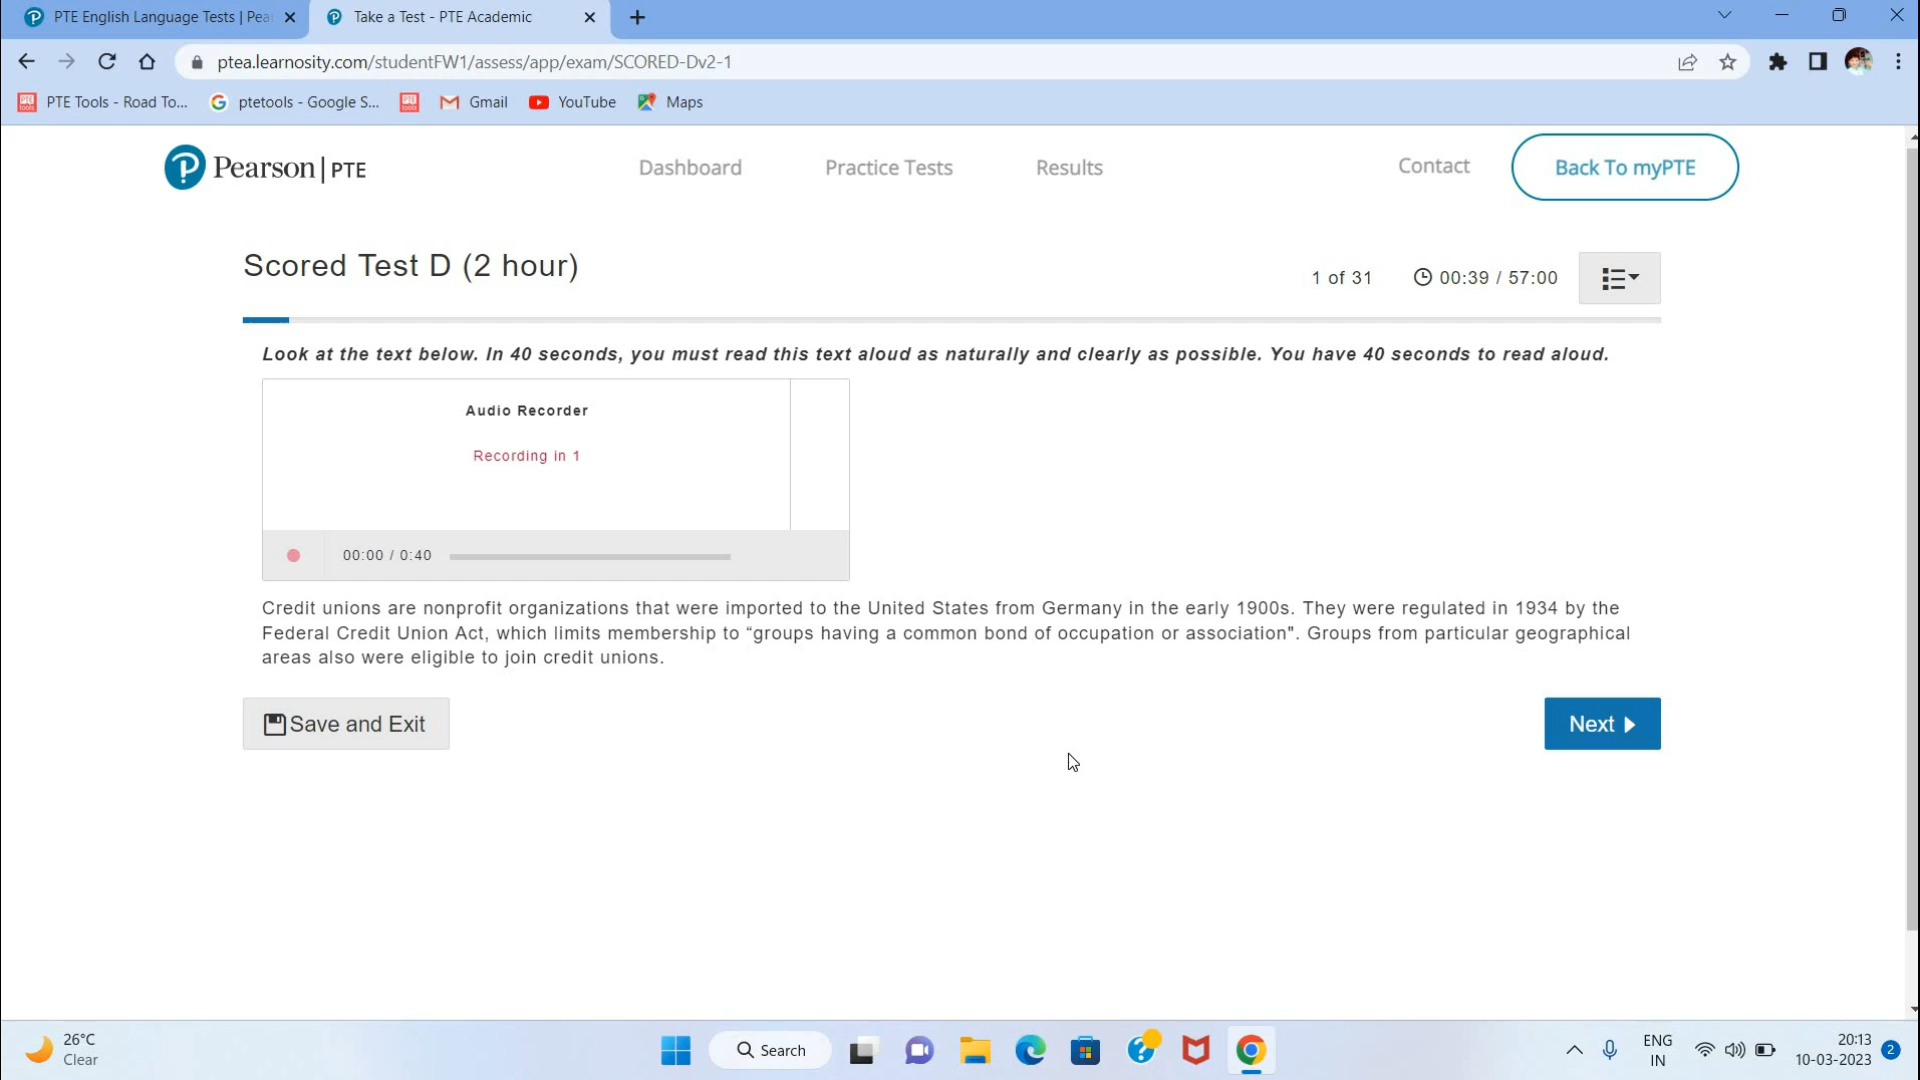 PTE English Language Tests | Pea
Take a Test - PTE Academic
ptea.learnosity.com/studentFW1/assess/app/exam/SCORED-Dv2-1
PTE Tools - Road To...
ptetools - Google S...
Gmail
YouTube
Maps
Pearson | PTE
Dashboard
Practice Tests
Results
Contact
Back To myPTE
Scored Test D (2 hour)
1 of 31
00:39 / 57:00
Look at the text below. In 40 seconds, you must read this text aloud as naturally and clearly as possible. You have 40 seconds to read aloud.
Audio Recorder
Recording in 1
00:00 / 0:40
Credit unions are nonprofit organizations that were imported to the United States from Germany in the early 1900s. They were regulated in 1934 by the
Federal Credit Union Act, which limits membership to “groups having a common bond of occupation or association". Groups from particular geographical
areas also were eligible to join credit unions.
Save and Exit
Next
26°C
Clear
Search
ENG
IN
20:13
10-03-2023
2